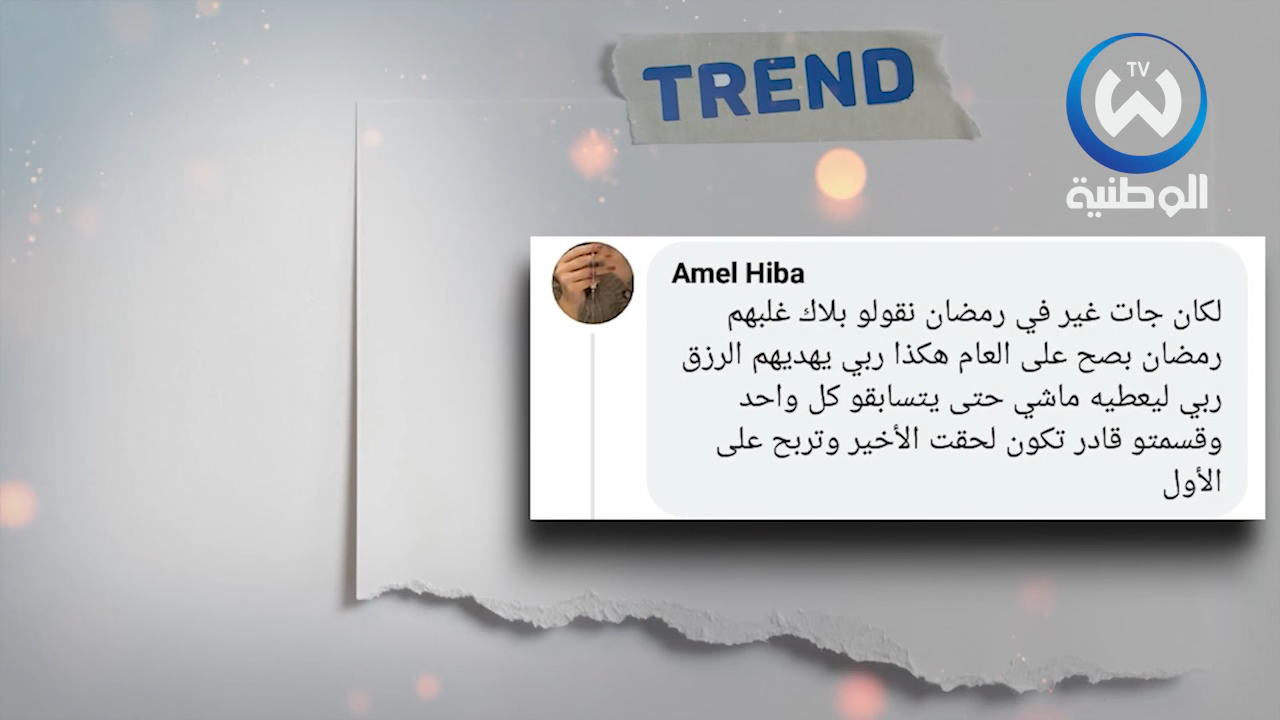 TREND
TV
الوطنية
Amel Hiba
لكان جات غير في رمضان نقولو بلاك غلبهم
رمضان بصح على العام هكذا ربي يهديهم الرزق
ربي ليعطيه ماشي حتى يتسابقو كل واحد
وقسمتو قادر تكون لحقت الأخير وتربح على
الأول